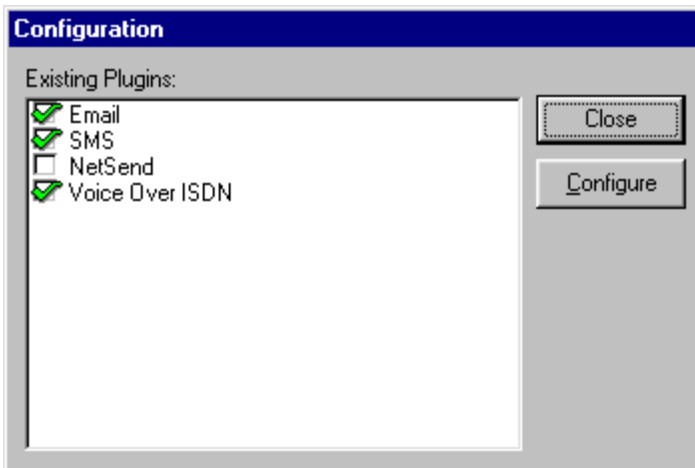 Configuration
Existing Plugins:
Email
SMS
NetSend
Voice Over ISDN
Close
Configure